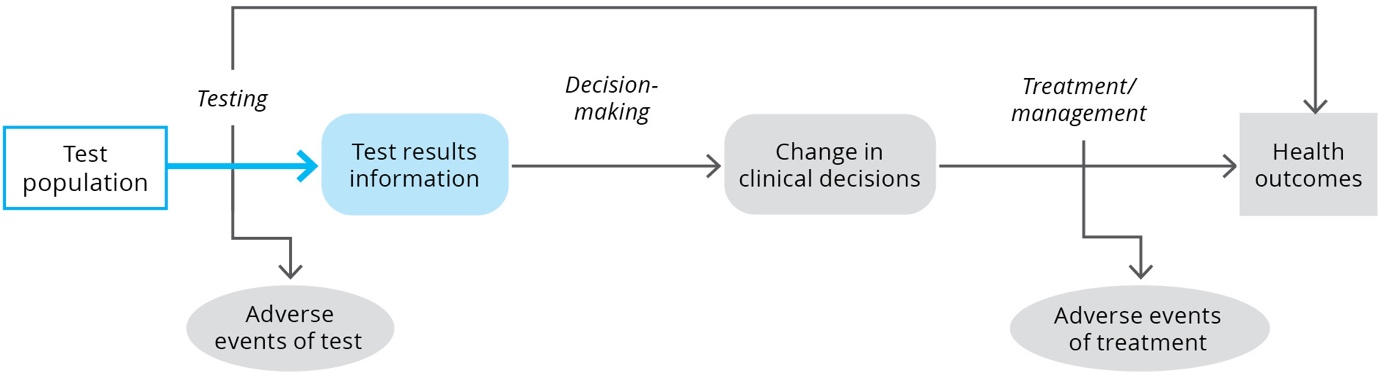 Testing
Decision-
making
Treatment/
management
Test
population
Test results
information
Change in
clinical decisions
Health
outcomes
Adverse
events of test
Adverse events
of treatment